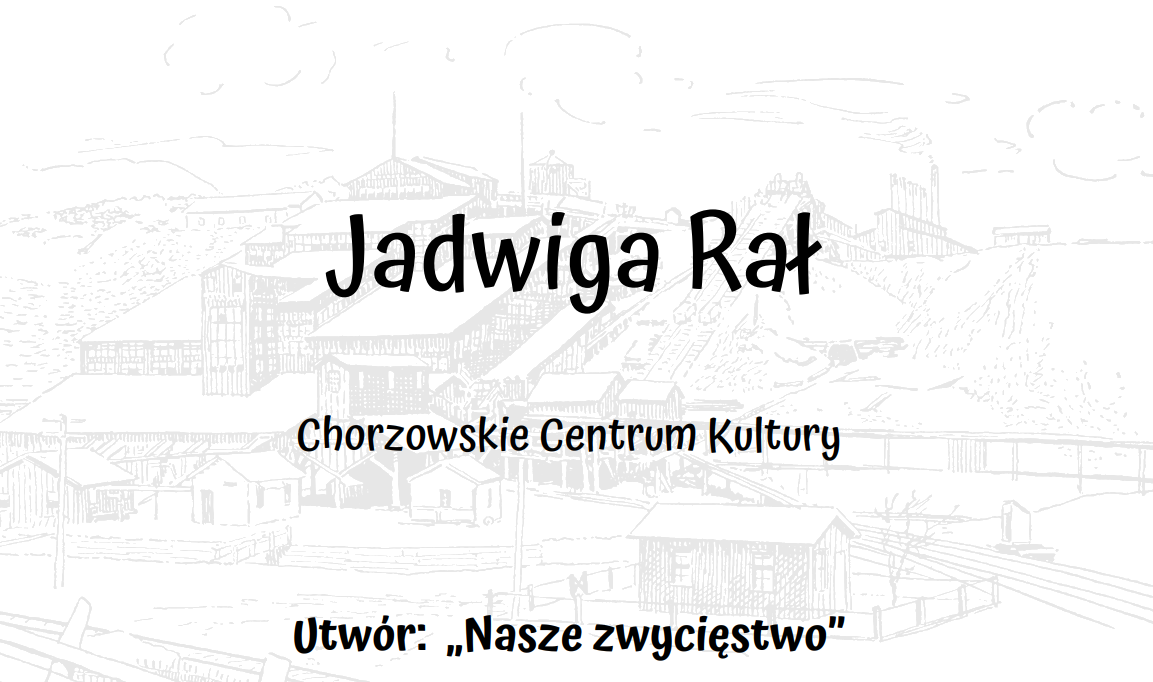 Jadwiga Rał
Chorzowskie Centrum Kultury
Utwór: „Nasze zwycięstwo”